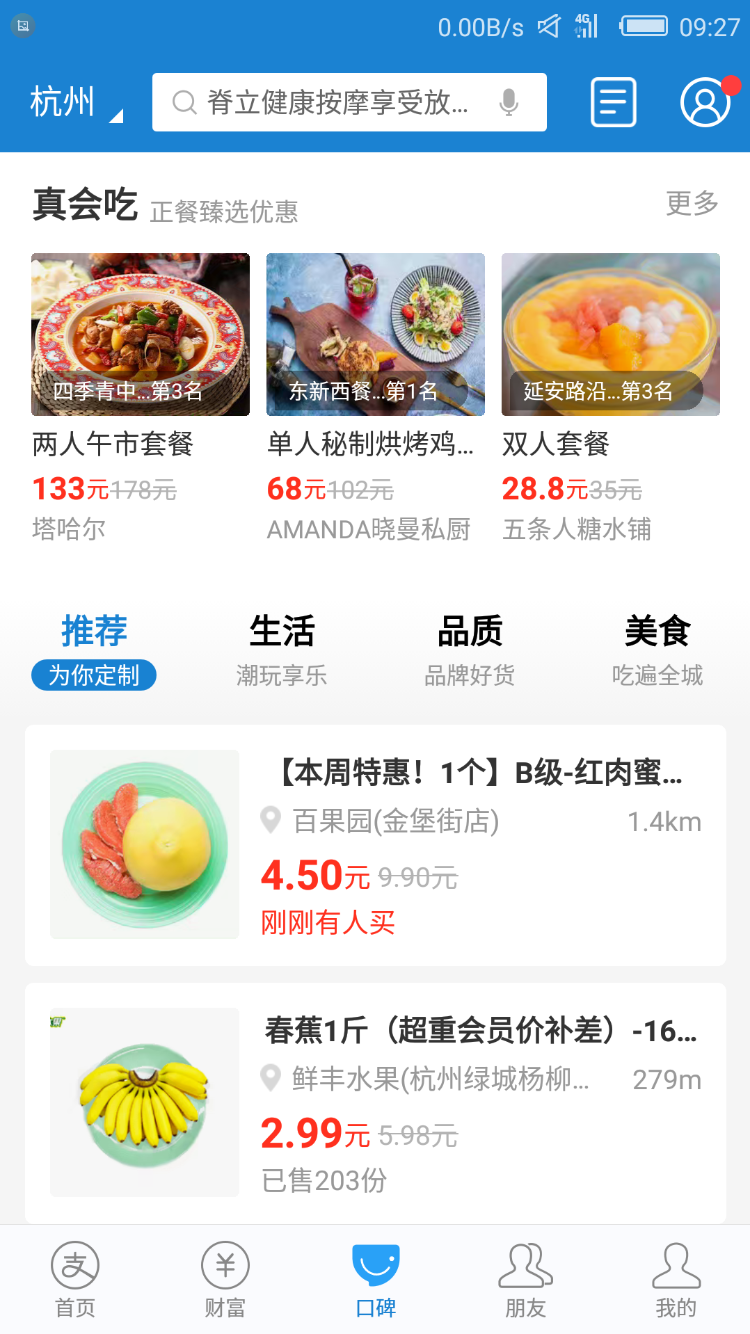 0.00B/s 4G 09:27
杭州 脊立健康按摩享受放...
真会吃 正餐臻选优惠 更多
四季青中...第3名 东新西餐...第1名 延安路沿...第3名
两人午市套餐 单人秘制烘烤鸡... 双人套餐
133元178元 68元102元 28.8元35元
塔哈尔 AMANDA晓曼私厨 五条人糖水铺
推荐 生活 品质 美食
为你定制 潮玩享乐 品牌好货 吃遍全城
【本周特惠！1个】B级-红肉蜜...
百果园(金堡街店) 1.4km
4.50元 9.90元
刚刚有人买
春蕉1斤（超重会员价补差）-16...
鲜丰水果(杭州绿城杨柳... 279m
2.99元 5.98元
已售203份
支 ¥
首页 财富 口碑 朋友 我的